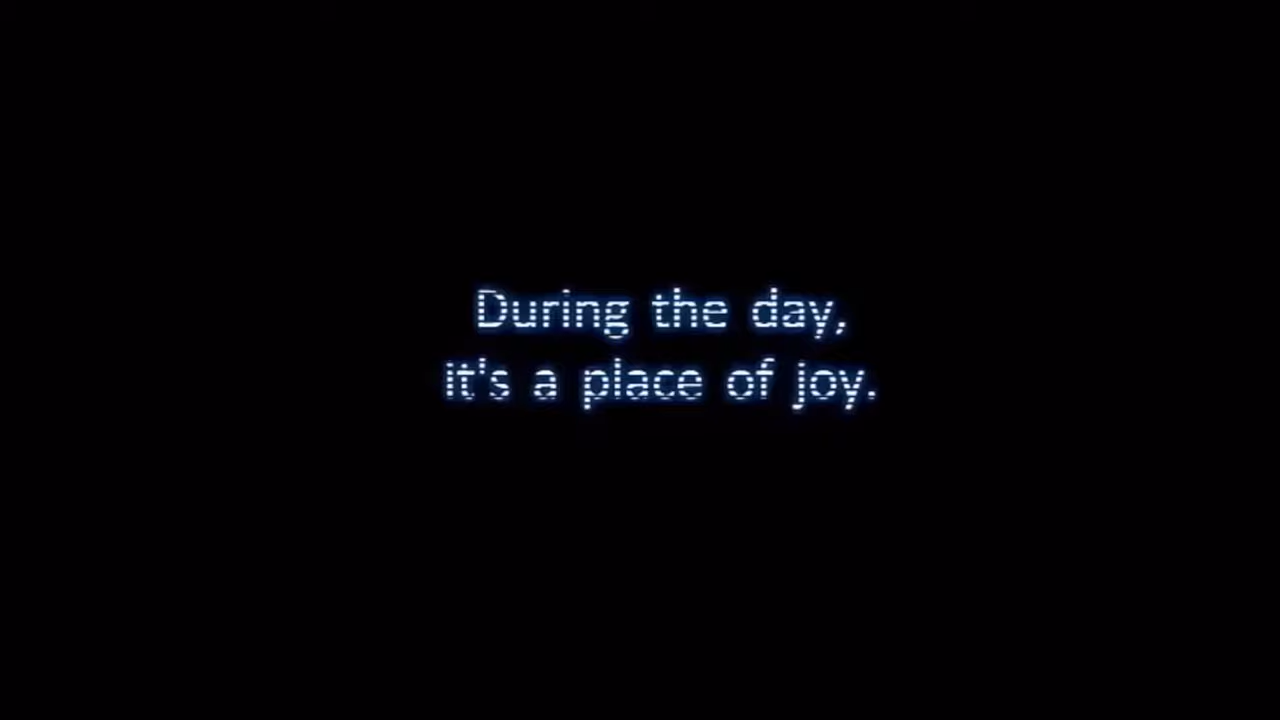 During the day,
it's a place of joy.